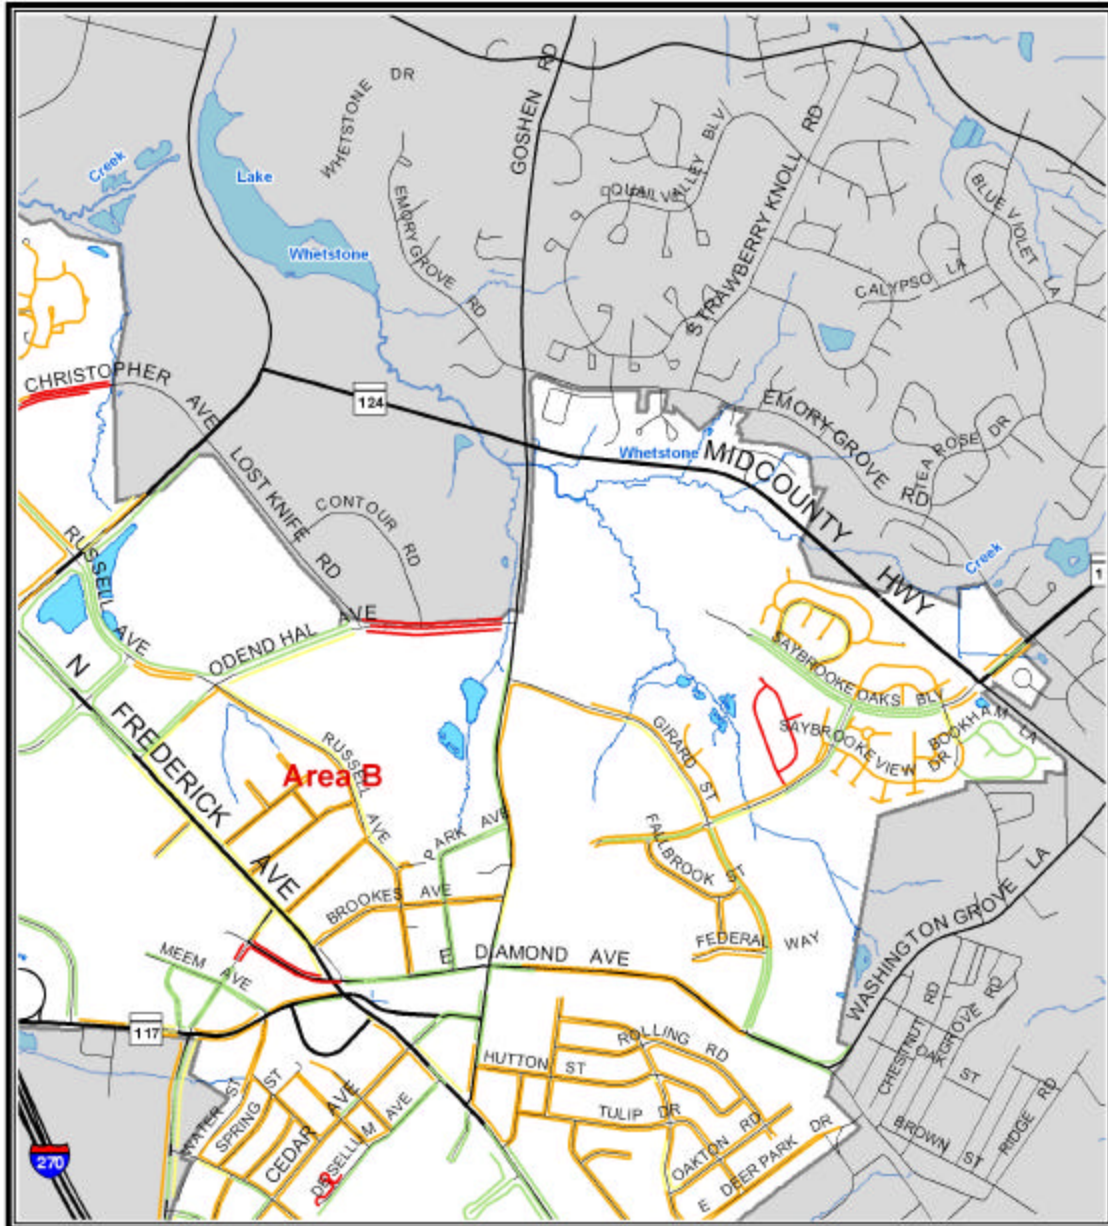 WHETSTONE DR
GOSHEN RD
Creek
Lake
QUAIL VALLEY BLV
STRAWBERRY KNOLL RD
BLUE VIOLET LA
EMORY GROVE RD
Whetstone
CALYPSO LA
CHRISTOPHER AVE
124
EMORY GROVE RD
TEA ROSE DR
Whetstone
MIDCOUNTY HWY
LOST KNIFE RD
CONTOUR RD
Creek
1
RUSSELL AVE
ODEND HAL AVE
SAYBROOKE OAKS BLV
N FREDERICK AVE
BOOKHAM LA
SAYBROOKE VIEW DR
GIRARD ST
RUSSELL AVE
Area B
PARK AVE
FALLBROOK ST
BROOKES AVE
WASHINGTON GROVE LA
FEDERAL WAY
E DIAMOND AVE
MEEM AVE
117
CHESTNUT RD
OAK ST
GROVE RD
ROLLING RD
HUTTON ST
WATER ST
SPRING ST
CEDAR AVE
TULIP DR
OAKTON RD
BROWN ST
RIDGE RD
E DEER PARK DR
270